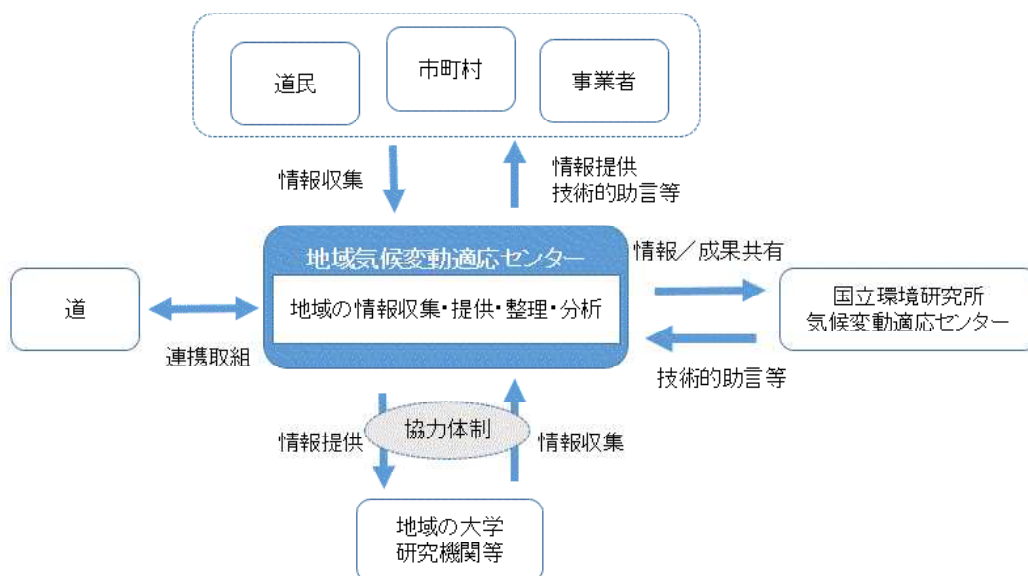 道民
市町村
事業者
情報収集
情報提供
技術的助言等
地域気候変動適応センター
地域の情報収集・提供・整理・分析
道
連携取組
情報／成果共有
国立環境研究所
気候変動適応センター
技術的助言等
情報提供
協力体制
情報収集
地域の大学
研究機関等